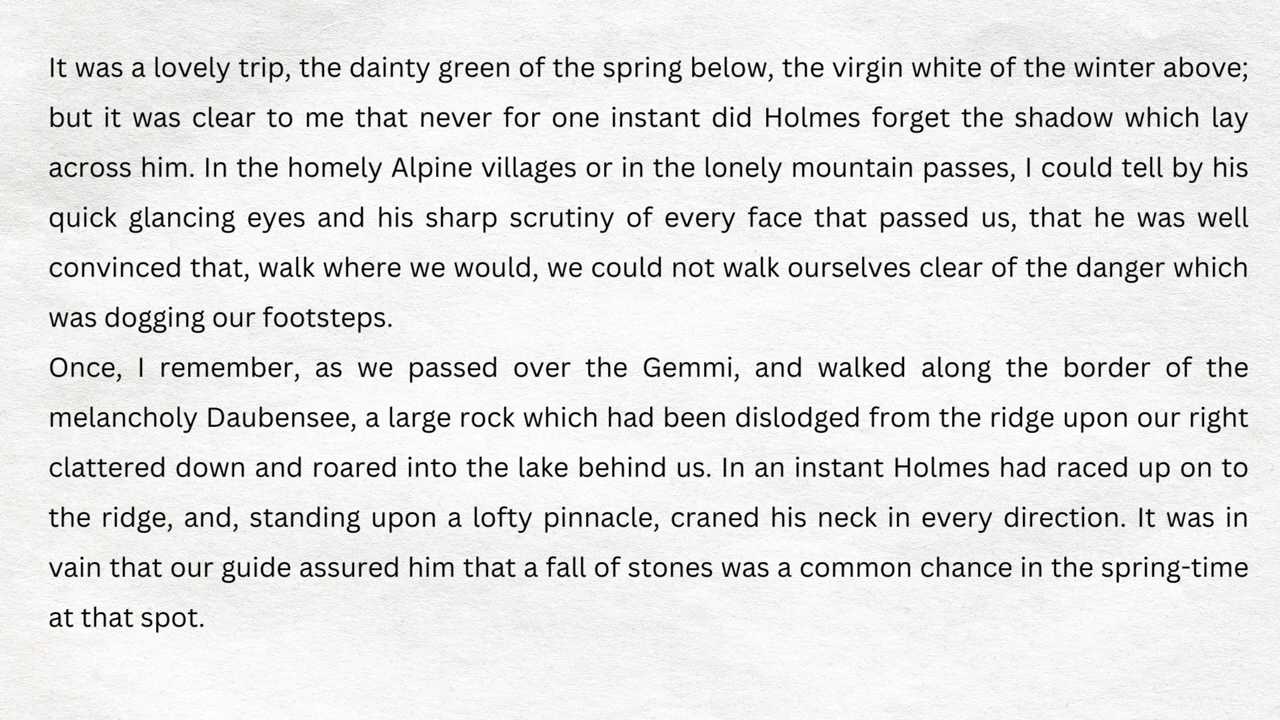 It was a lovely trip, the dainty green of the spring below, the virgin white of the winter above;
but it was clear to me that never for one instant did Holmes forget the shadow which lay
across him. In the homely Alpine villages or in the lonely mountain passes, I could tell by his
quick glancing eyes and his sharp scrutiny of every face that passed us, that he was well
convinced that, walk where we would, we could not walk ourselves clear of the danger which
was dogging our footsteps.
Once, I remember, as we passed over the Gemmi, and walked along the border of the
melancholy Daubensee, a large rock which had been dislodged from the ridge upon our right
clattered down and roared into the lake behind us. In an instant Holmes had raced up on to
the ridge, and, standing upon a lofty pinnacle, craned his neck in every direction. It was in
vain that our guide assured him that a fall of stones was a common chance in the spring-time
at that spot.